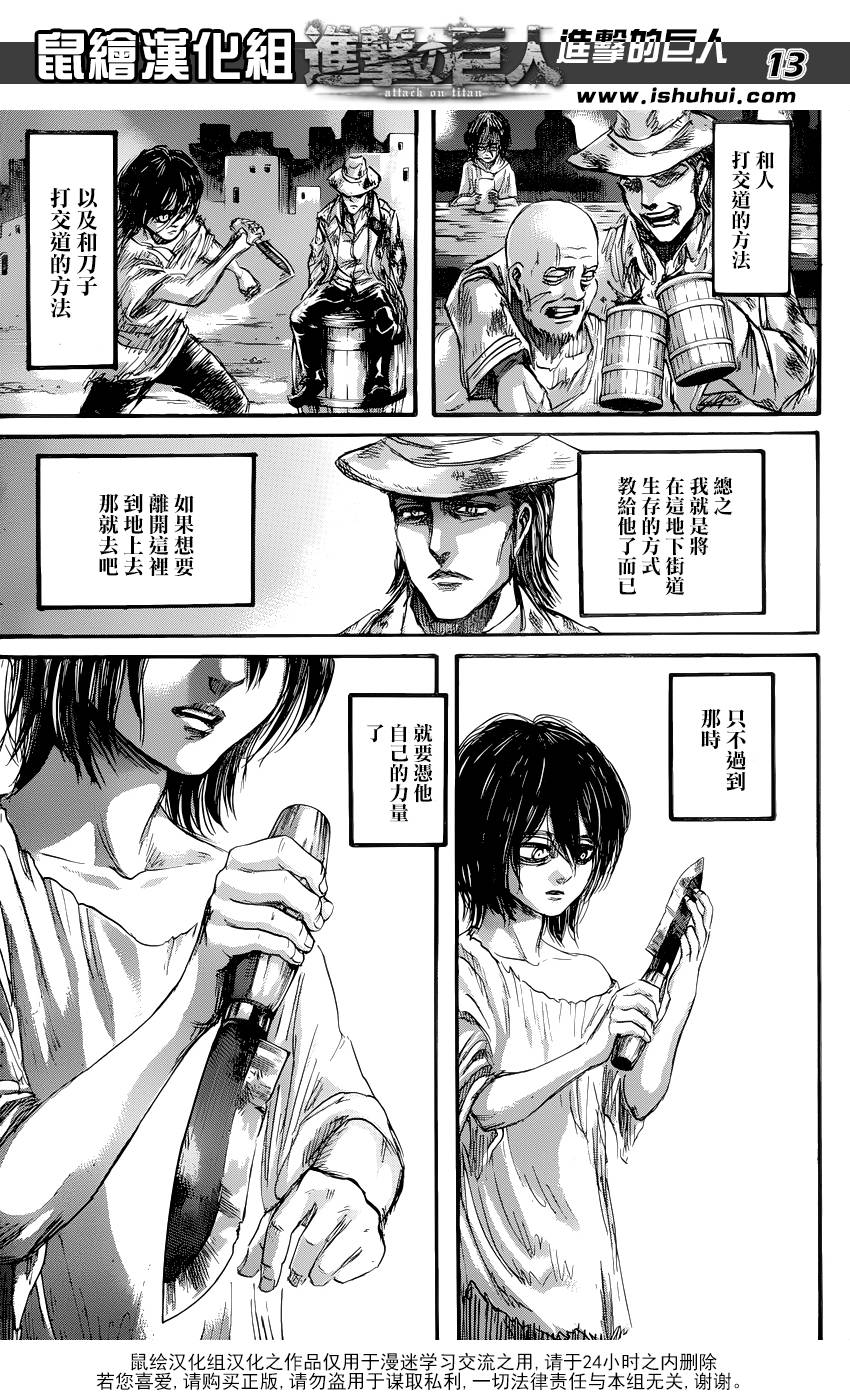 鼠繪漢化組
進撃の巨人
attack on titan
進撃的巨人
13
www.ishuhui.com
和人
打交道的方法
以及和刀子
打交道的方法
總之
我就是將
在這地下街道
生存的方式
教給他了而已
如果想要
離開這裡
到地上去
那就去吧
只不過到
那時
就要憑他
自己的力量
了
鼠绘汉化组汉化之作品仅用于漫迷学习交流之用, 请于24小时之内删除
若您喜爱, 请购买正版, 请勿盗用于谋取私利, 一切法律责任与本组无关, 谢谢。